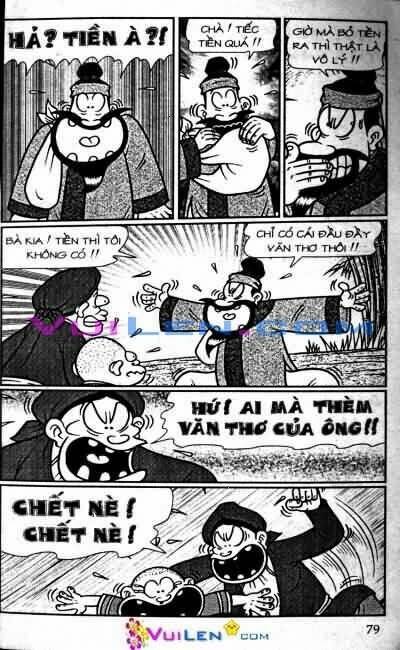 HẢ? TIỀN À?!
CHÀ! TIẾC
TIỀN QUÁ!!
GIỜ MÀ BỎ TIỀN
RA THÌ THẬT LÀ
VÔ LÝ!!
BÀ KIA! TIỀN THÌ TÔI
KHÔNG CÓ!!
CHỈ CÓ CÁI ĐẦU ĐẦY
VĂN THƠ THÔI!!
VUILEN.COM
HỨ! AI MÀ THÈM
VĂN THƠ CỦA ÔNG!!
CHẾT NÈ!
CHẾT NÈ!
79
VUILEN.COM